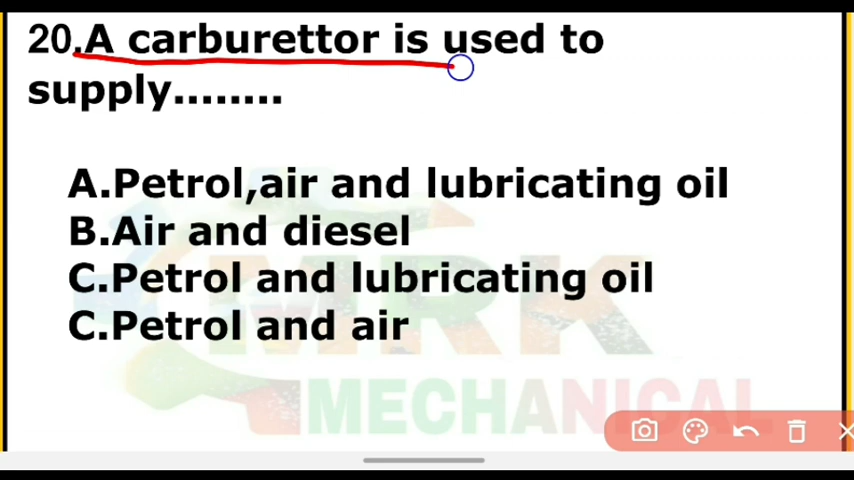 20.A carburettor is used to
supply........
A.Petrol,air and lubricating oil
B.Air and diesel
C.Petrol and lubricating oil
C.Petrol and air
MRK
MECHANICAL